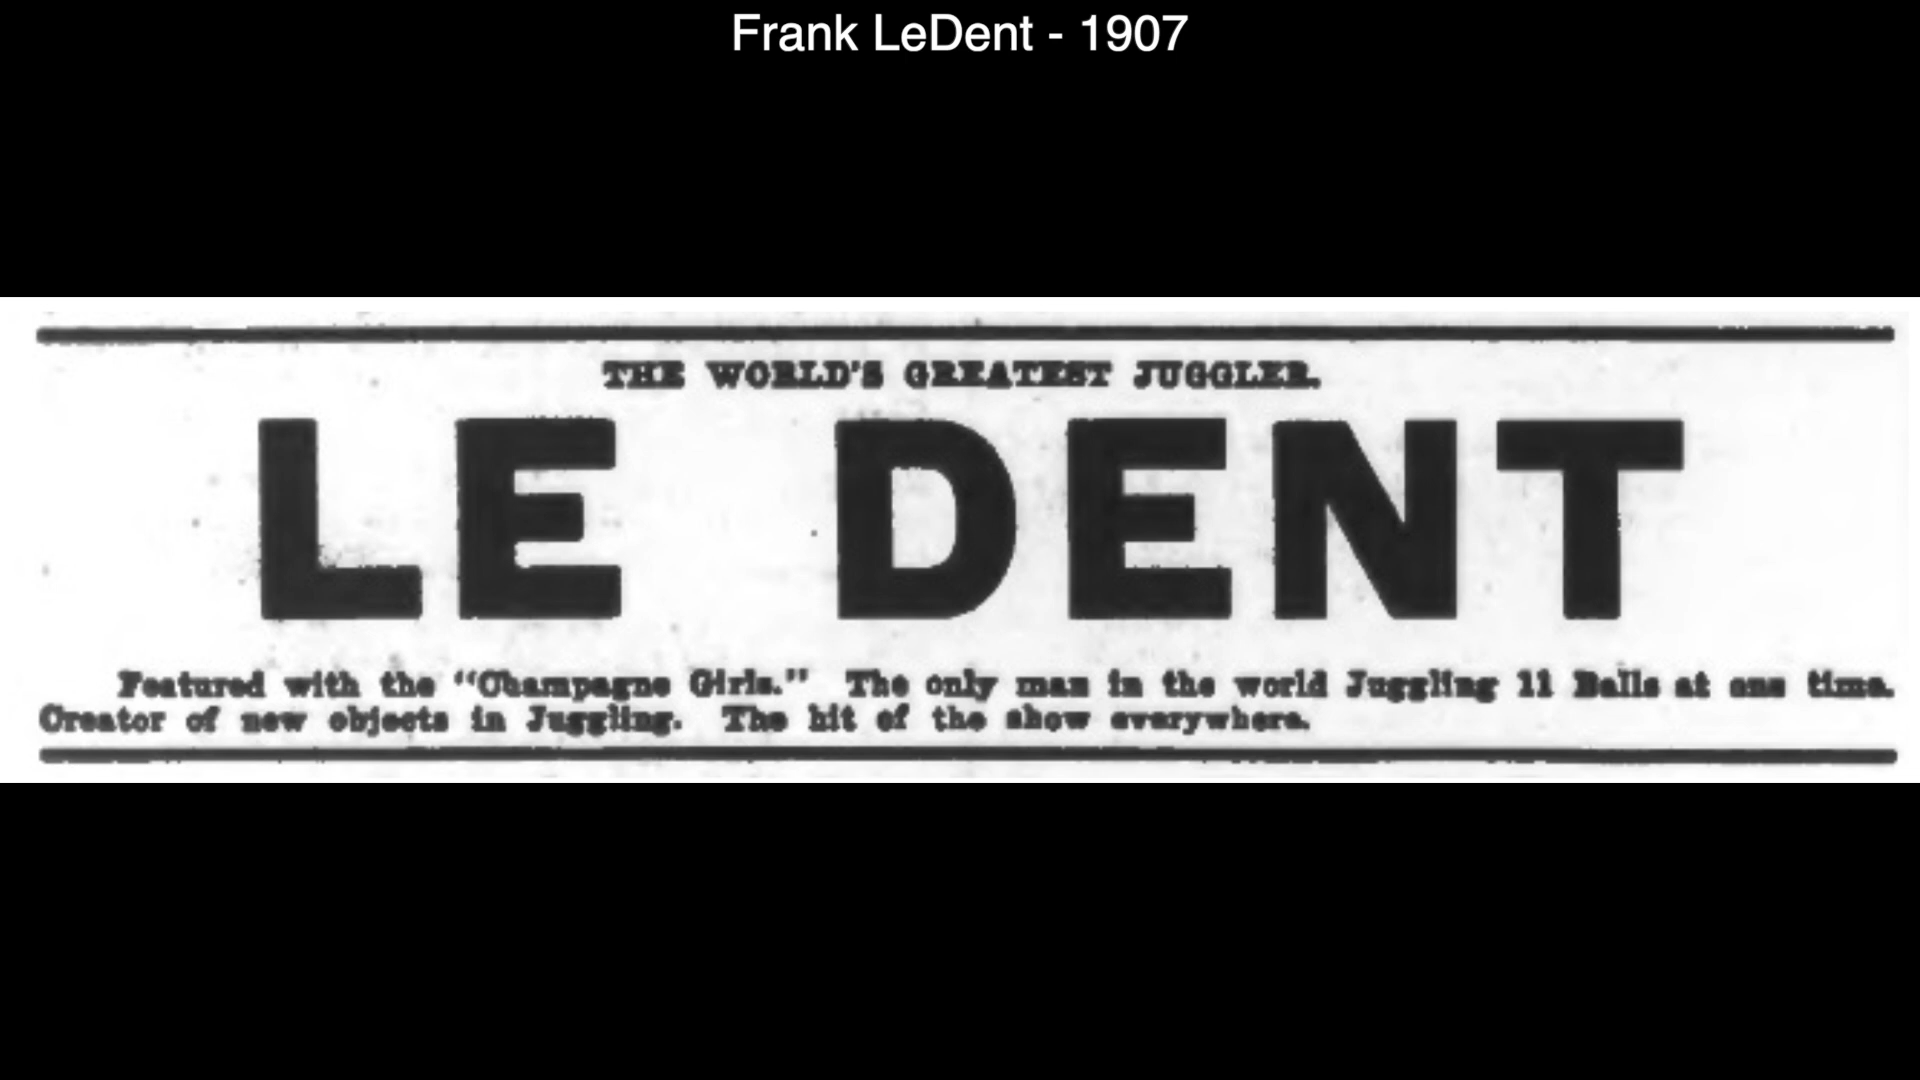 Frank LeDent - 1907
THE WORLD'S GREATEST JUGGLER.
LE DENT
Featured with the "Champagne Girls." The only man in the world Juggling 11 Balls at one time.
Creator of new objects in Juggling. The hit of the show everywhere.